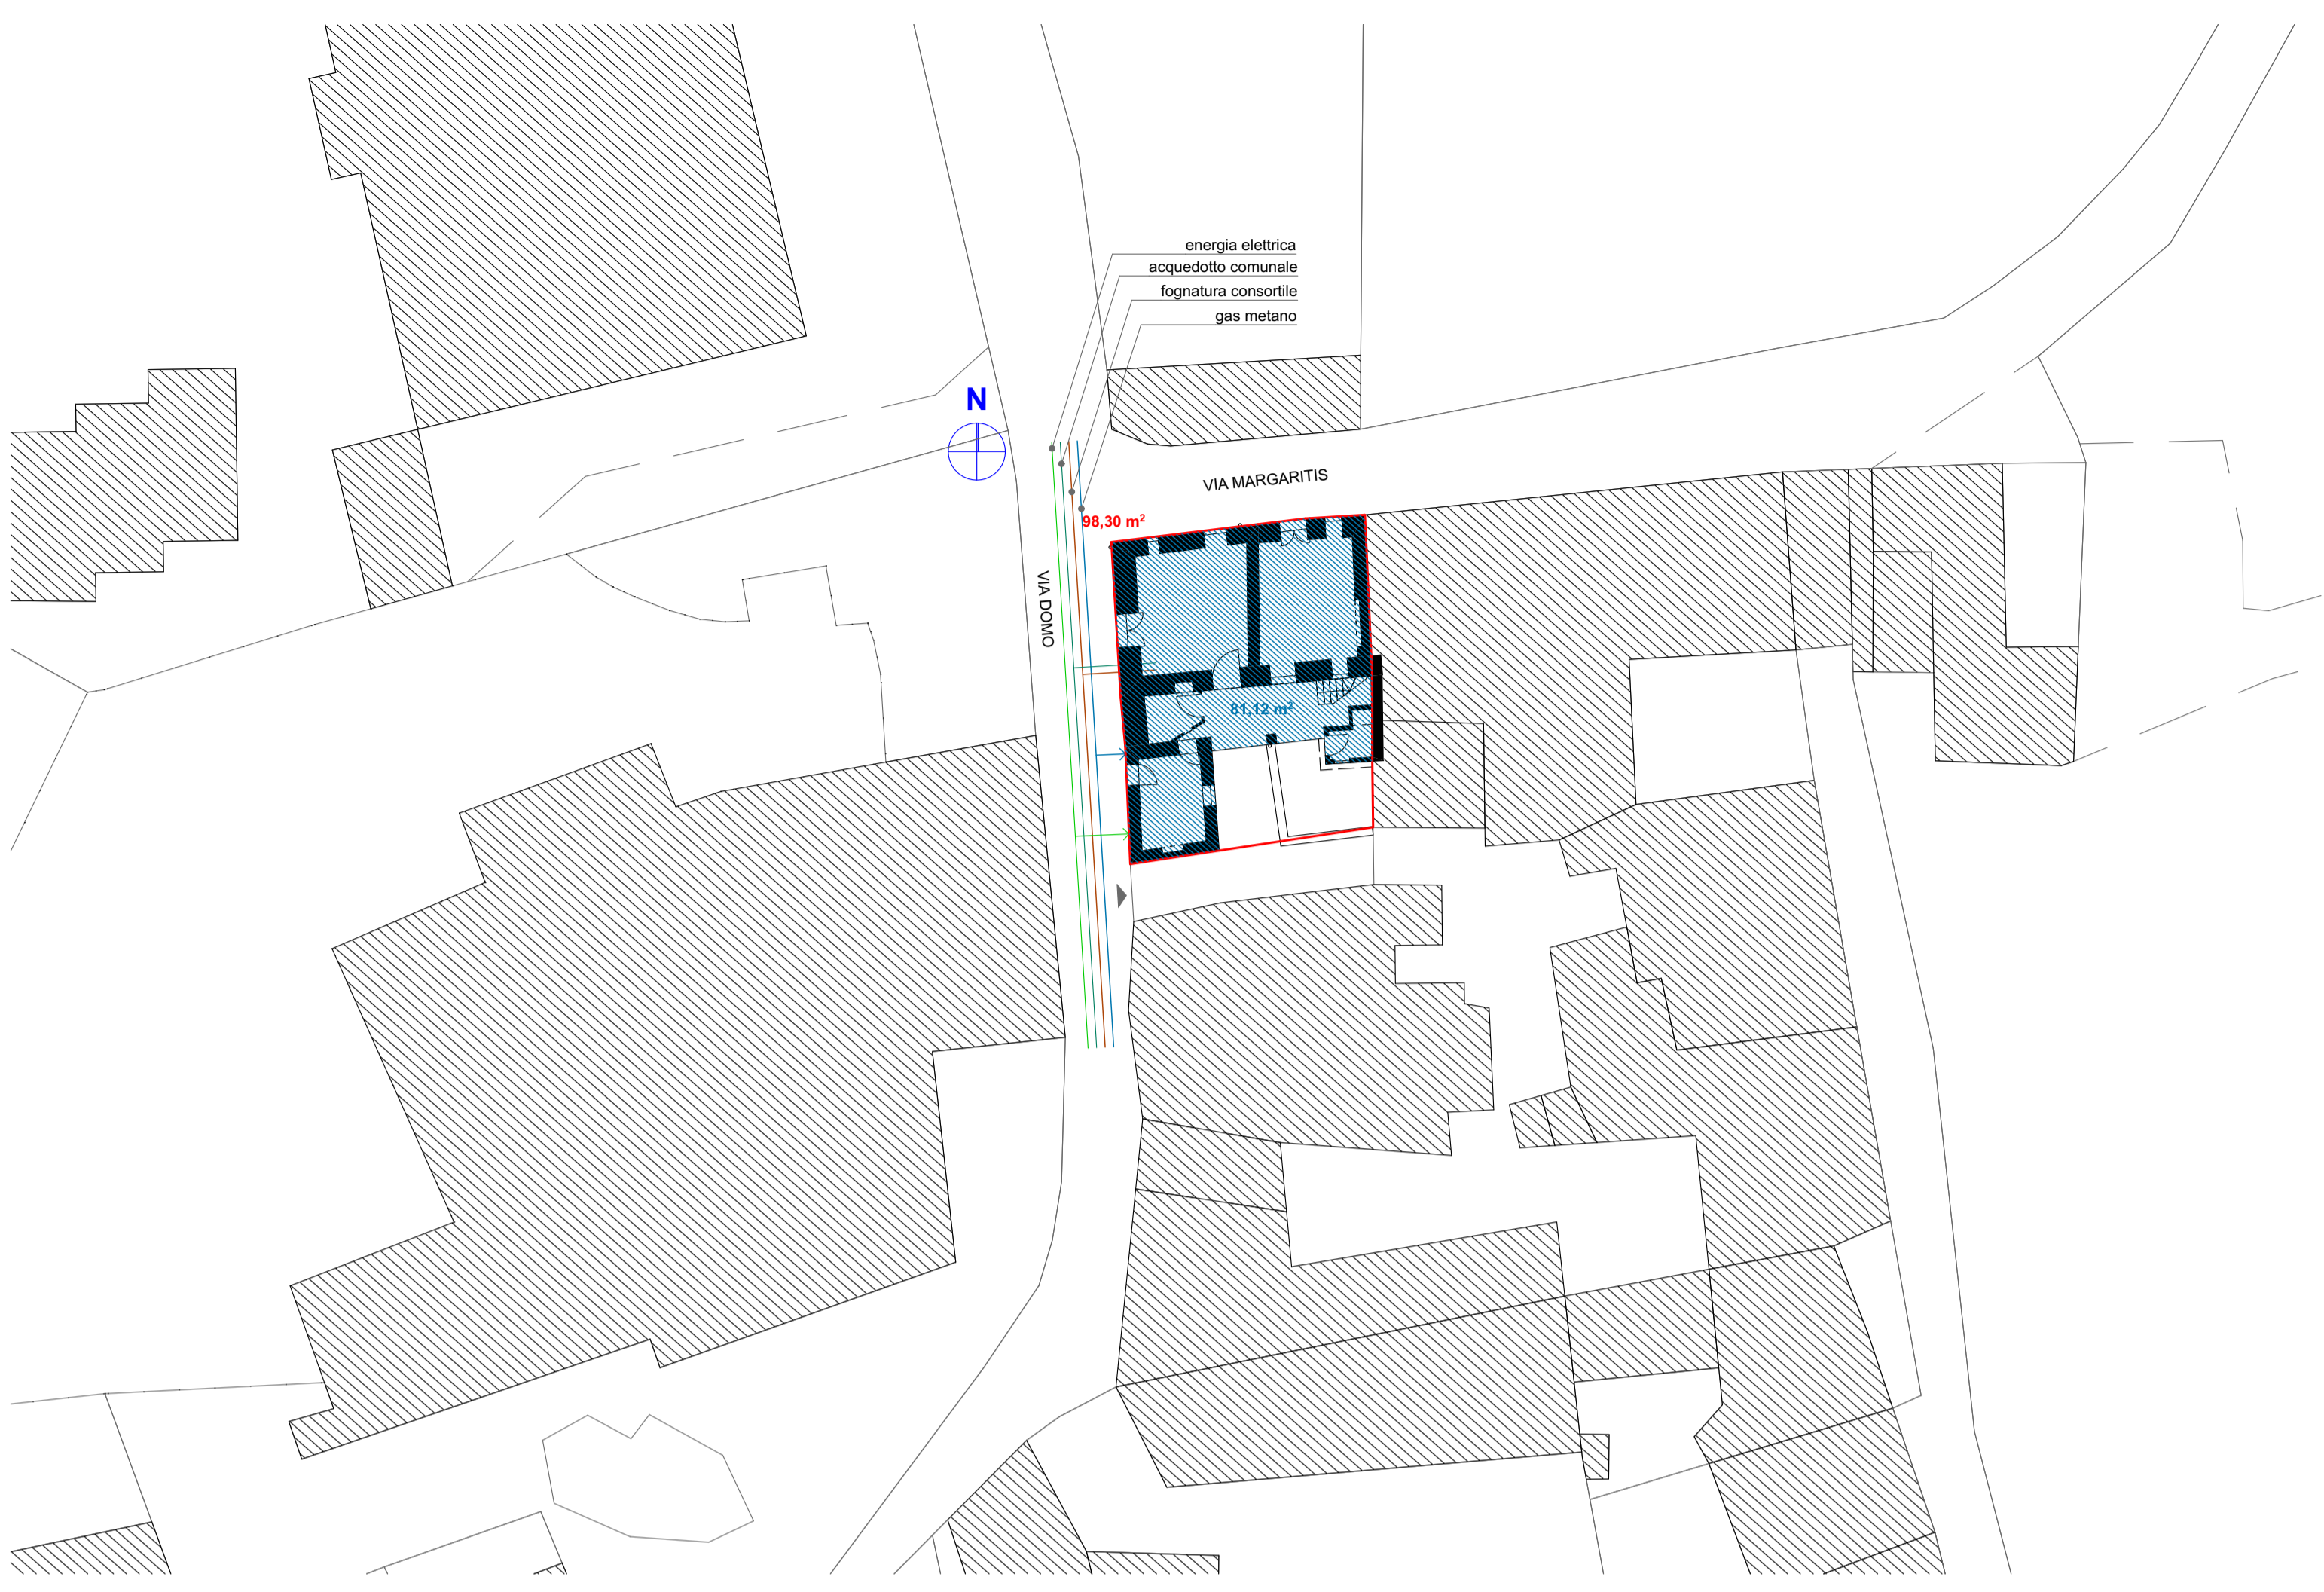 energia elettrica
acquedotto comunale
fognatura consortile
gas metano
N
VIA MARGARITIS
98,30 m²
VIA DOMO
81,12 m²